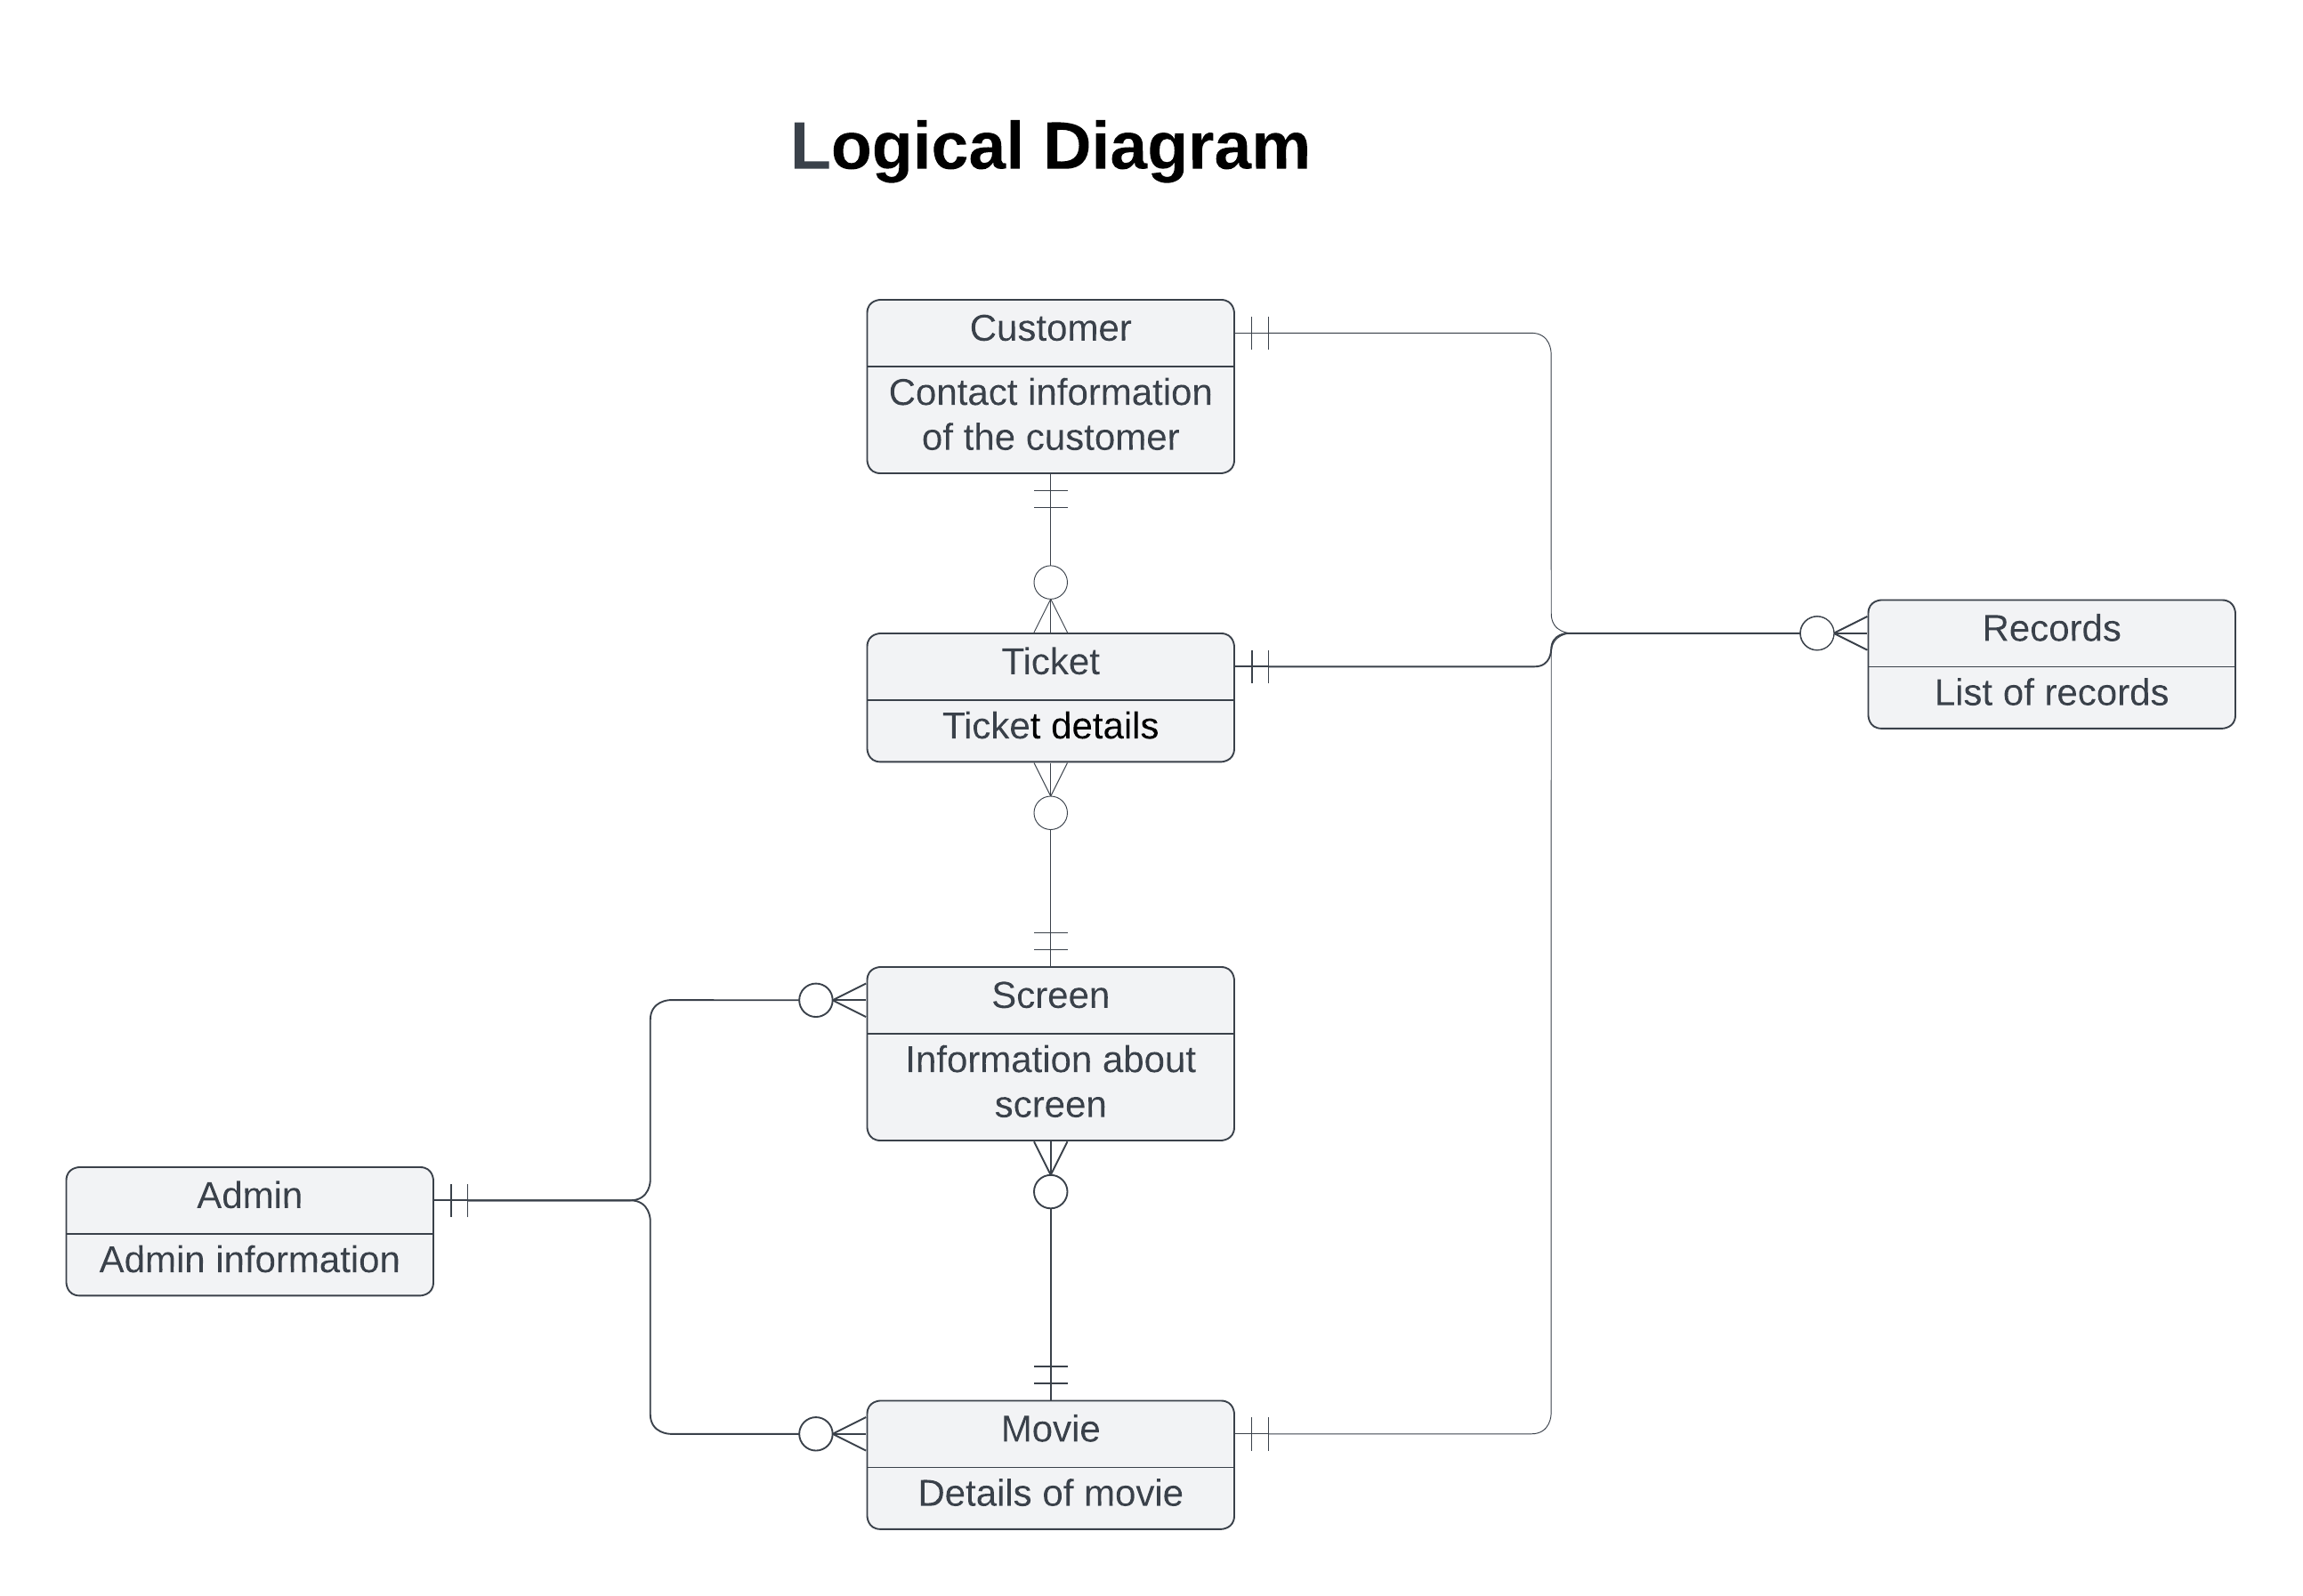 Logical Diagram
Customer
Contact information
of the customer
Ticket
Ticket details
Records
List of records
Screen
Information about
screen
Admin
Admin information
Movie
Details of movie